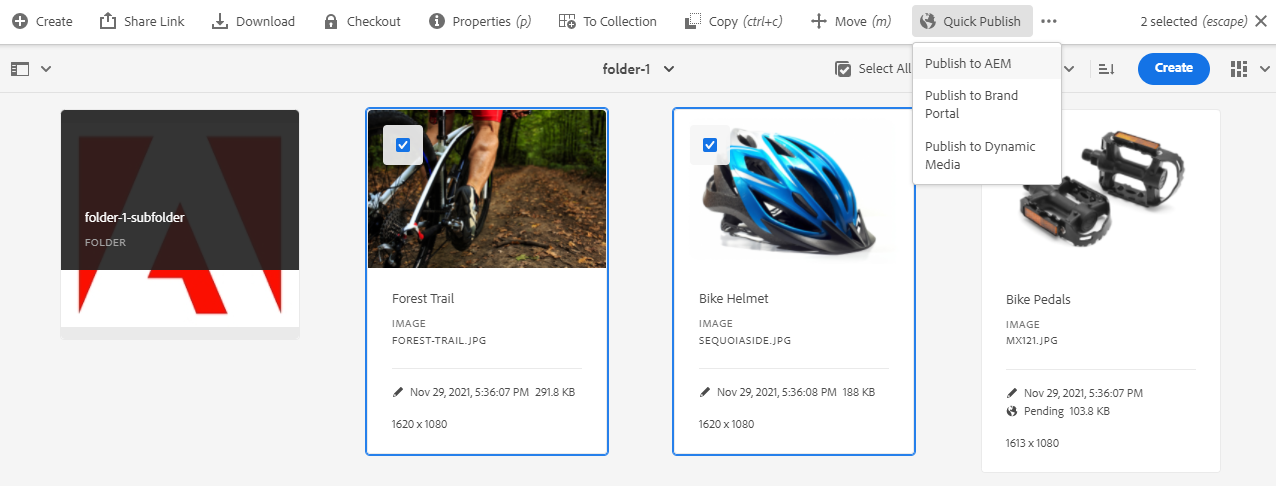 Create Share Link Download Checkout Properties (p) To Collection Copy (ctrl+c) Move (m) Quick Publish ••• 2 selected (escape)
folder-1 Select All Create
Publish to AEM
Publish to Brand
Portal
Publish to Dynamic
Media
folder-1-subfolder
FOLDER
Forest Trail
IMAGE
FOREST-TRAIL.JPG
Nov 29, 2021, 5:36:07 PM 291.8 KB
1620 x 1080
Bike Helmet
IMAGE
SEQUOIASIDE.JPG
Nov 29, 2021, 5:36:08 PM 188 KB
1620 x 1080
Bike Pedals
IMAGE
MX121.JPG
Nov 29, 2021, 5:36:07 PM
Pending 103.8 KB
1613 x 1080